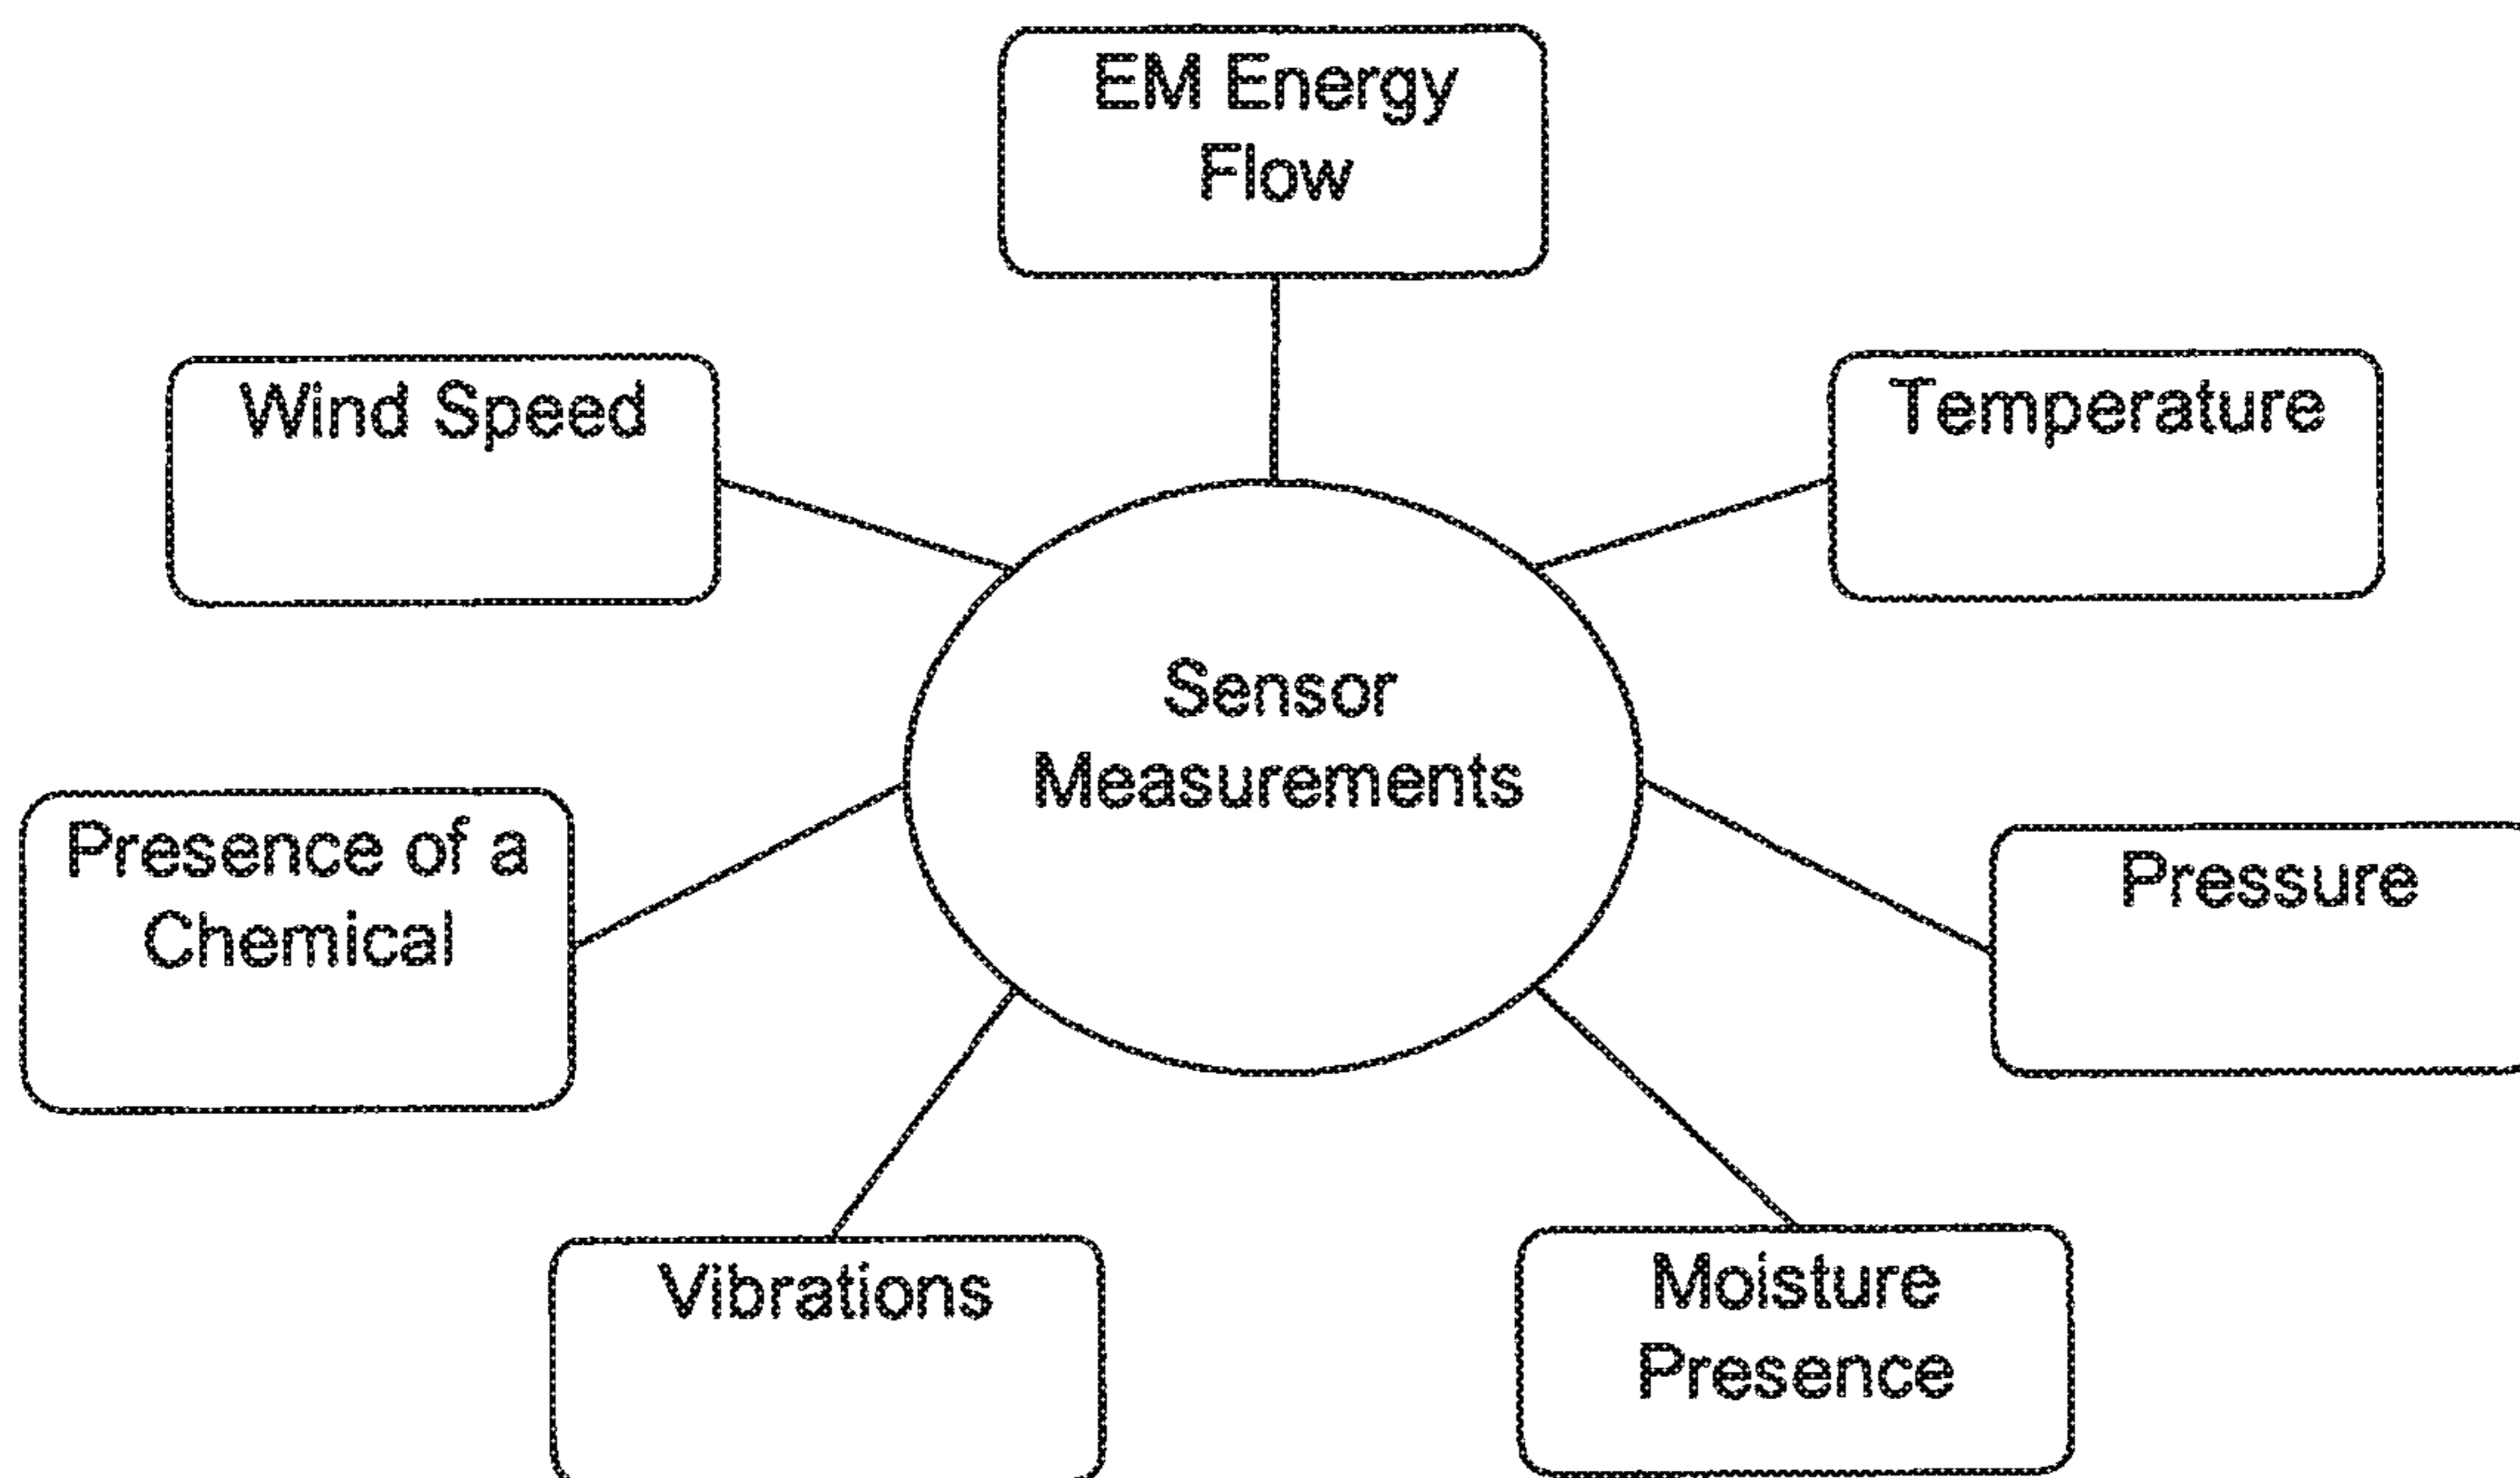 EM Energy
Flow
Wind Speed
Temperature
Sensor
Measurements
Presence of a
Chemical
Pressure
Vibrations
Moisture
Presence